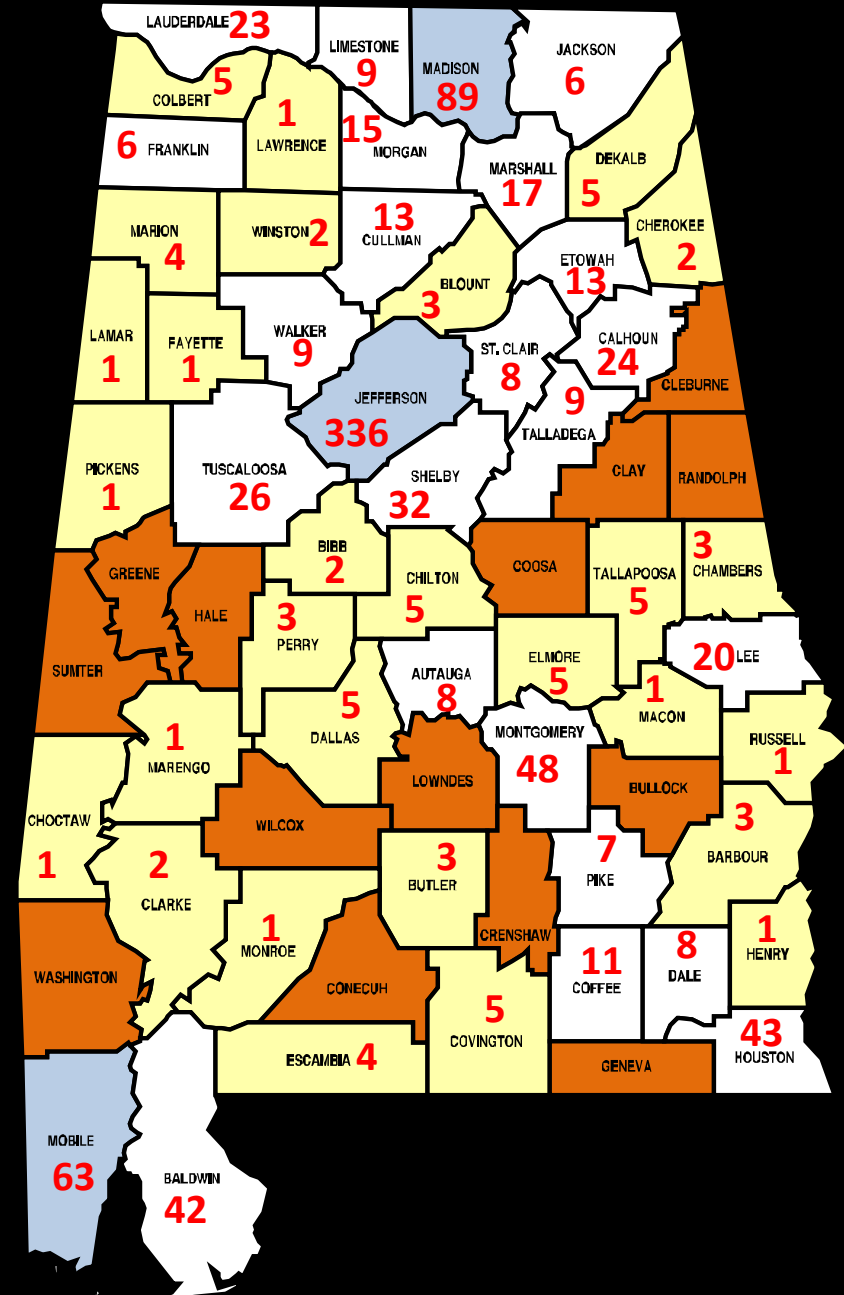 LAUDERDALE 23
LIMESTONE
9
MADISON
89
JACKSON
6
COLBERT 5
1
LAWRENCE
6 FRANKLIN
15
MORGAN
MARSHALL
17
DEKALB
5
MARION
4
WINSTON 2
13
CULLMAN
CHEROKEE
2
BLOUNT
3
ETOWAH
13
LAMAR
1
FAYETTE
1
WALKER
9
ST. CLAIR
8
CALHOUN
24
CLEBURNE
JEFFERSON
336
9
TALLADEGA
PICKENS
1
TUSCALOOSA
26
SHELBY
32
CLAY
RANDOLPH
GREENE
HALE
BIBB
2
CHILTON
5
COOSA
TALLAPOOSA
5
3
CHAMBERS
SUMTER
3
PERRY
AUTAUGA
8
ELMORE
5
20 LEE
1
MACON
1
MARENGO
5
DALLAS
MONTGOMERY
48
RUSSELL
1
LOWNDES
BULLOCK
CHOCTAW
1
WILCOX
2
CLARKE
3
BUTLER
7
PIKE
3
BARBOUR
CRENSHAW
1
MONROE
WASHINGTON
CONECUH
11
COFFEE
8
DALE
1
HENRY
5
COVINGTON
ESCAMBIA 4
GENEVA
43
HOUSTON
MOBILE
63
BALDWIN
42